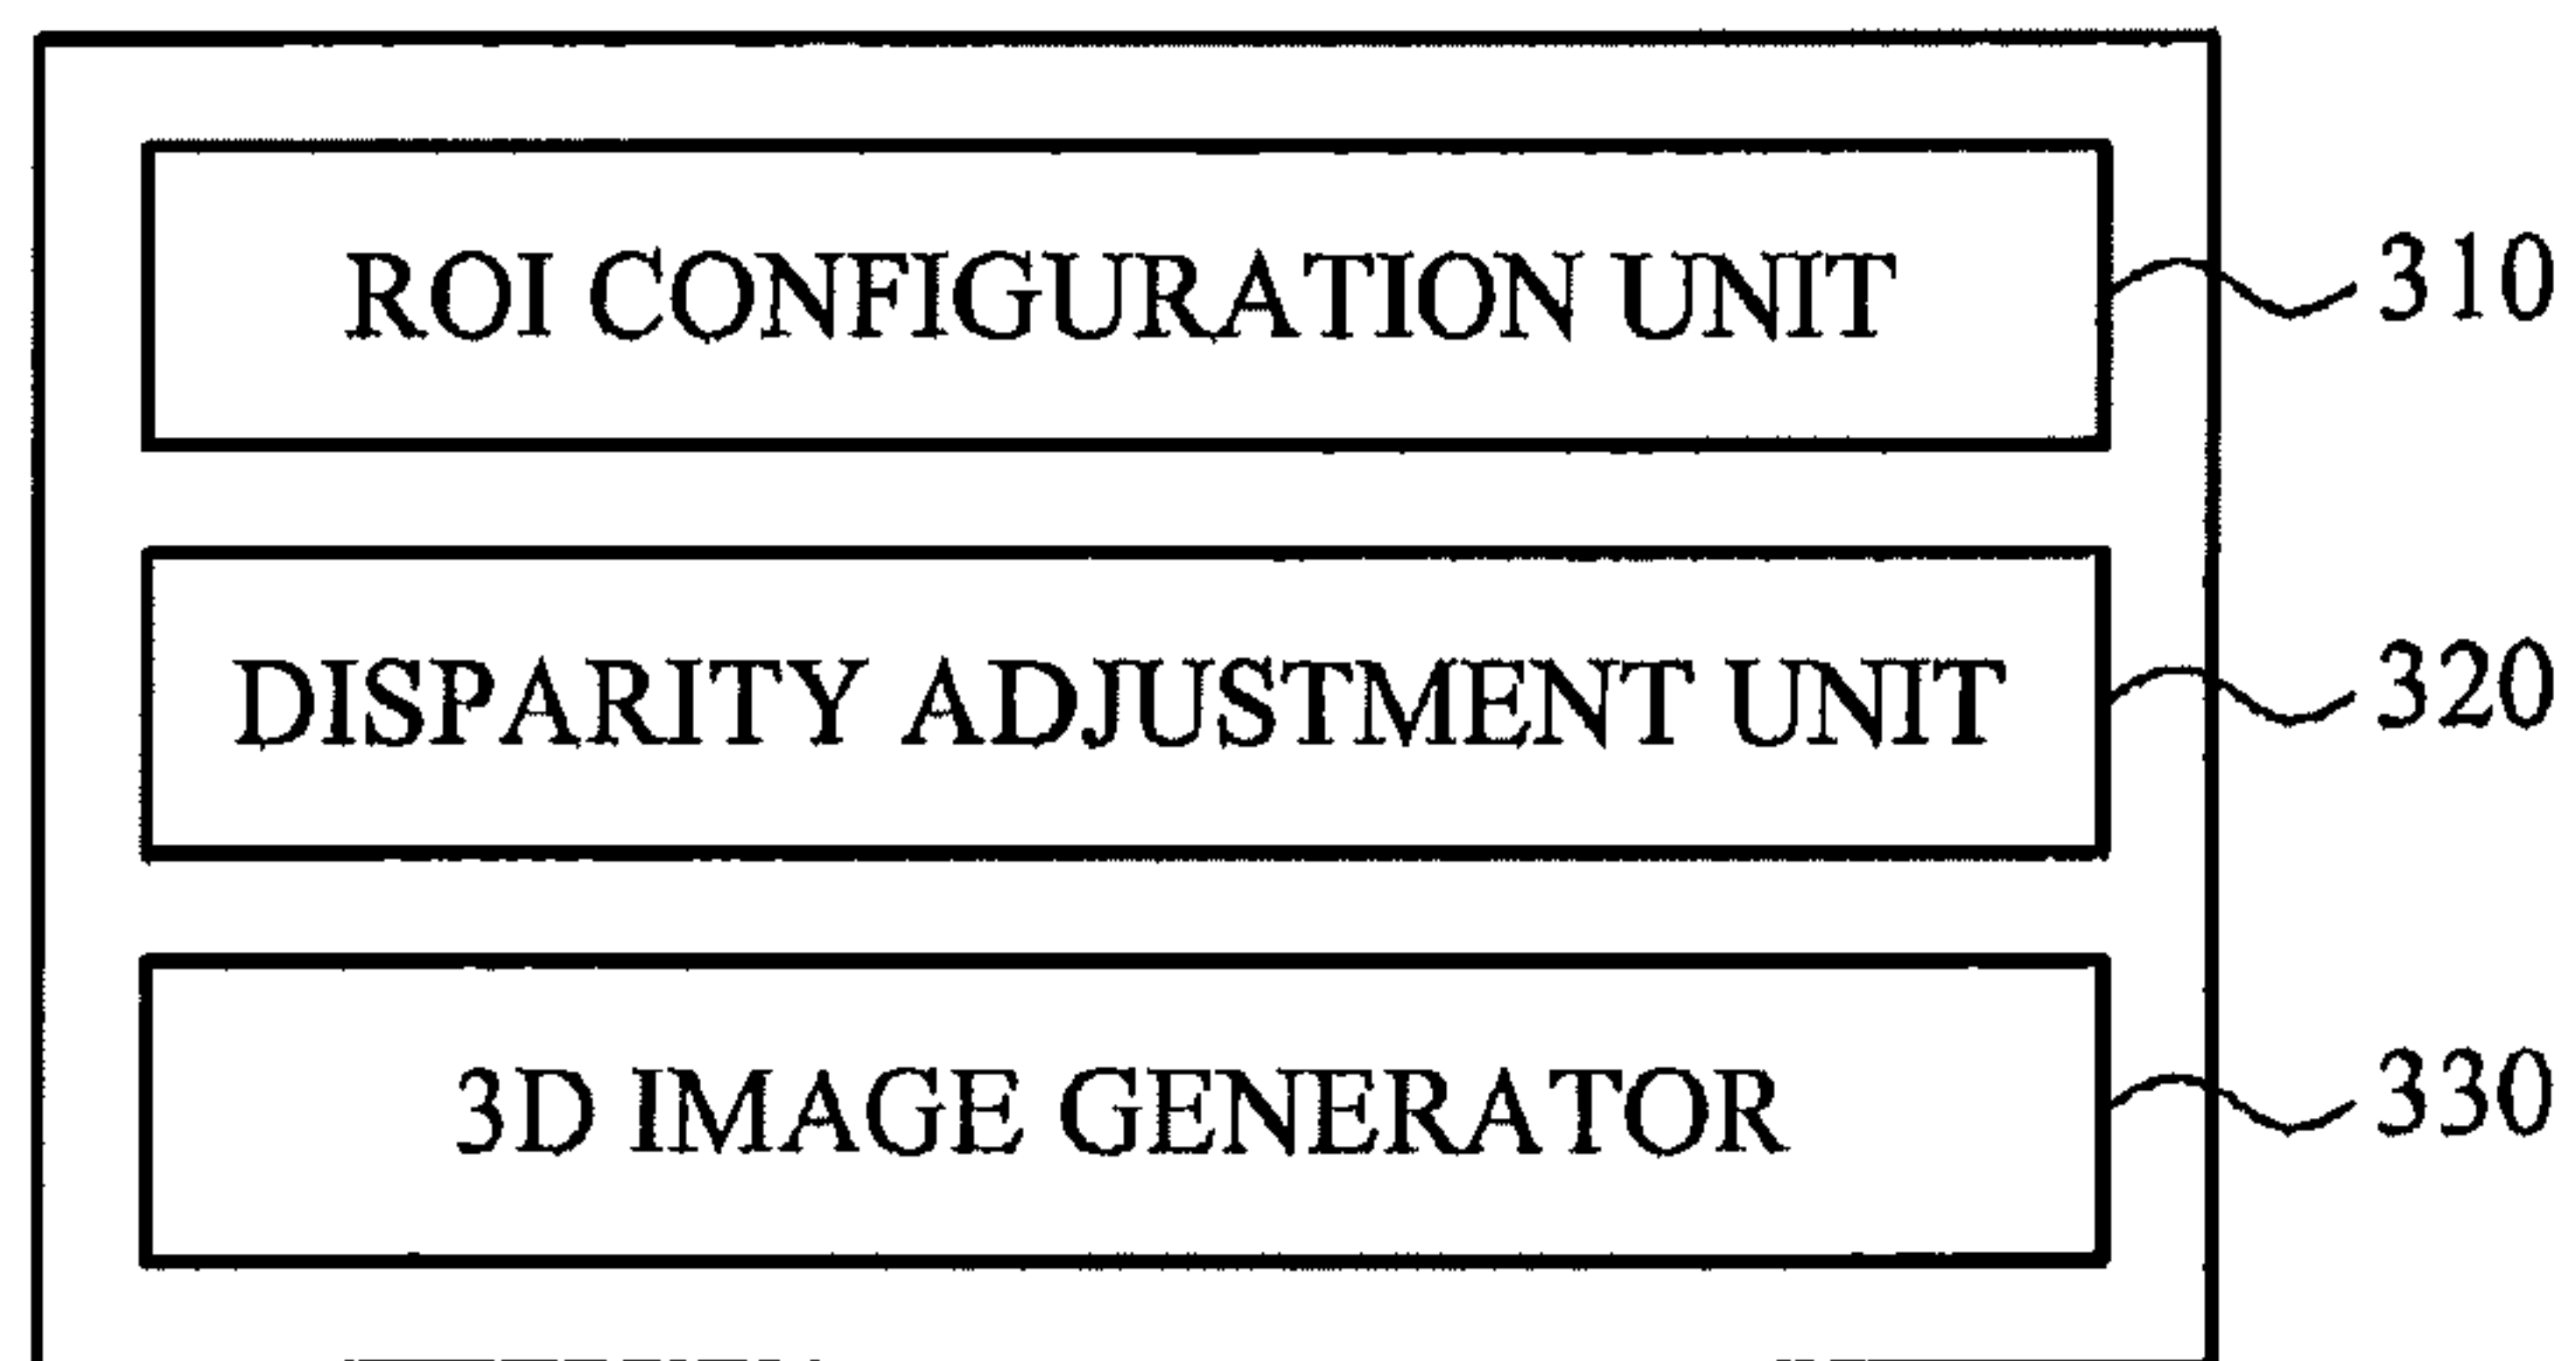 ROI CONFIGURATION UNIT
310
DISPARITY ADJUSTMENT UNIT
320
3D IMAGE GENERATOR
330